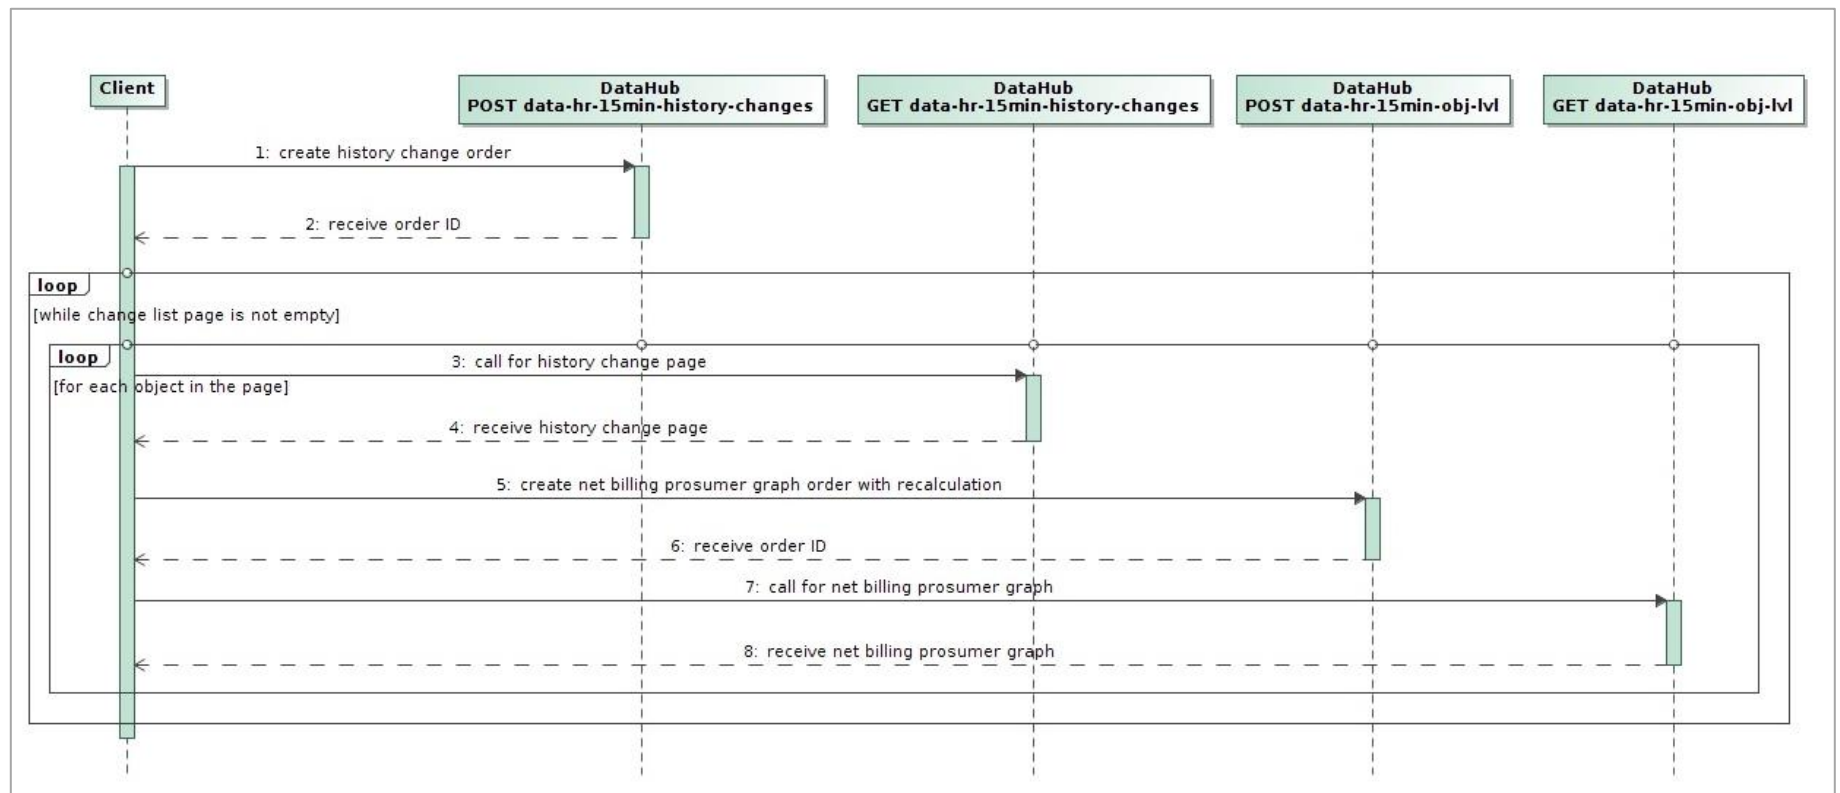 Client
DataHub
POST data-hr-15min-history-changes
DataHub
GET data-hr-15min-history-changes
DataHub
POST data-hr-15min-obj-lvl
DataHub
GET data-hr-15min-obj-lvl
1: create history change order
2: receive order ID
loop
[while change list page is not empty]
loop
3: call for history change page
[for each object in the page]
4: receive history change page
5: create net billing prosumer graph order with recalculation
6: receive order ID
7: call for net billing prosumer graph
8: receive net billing prosumer graph